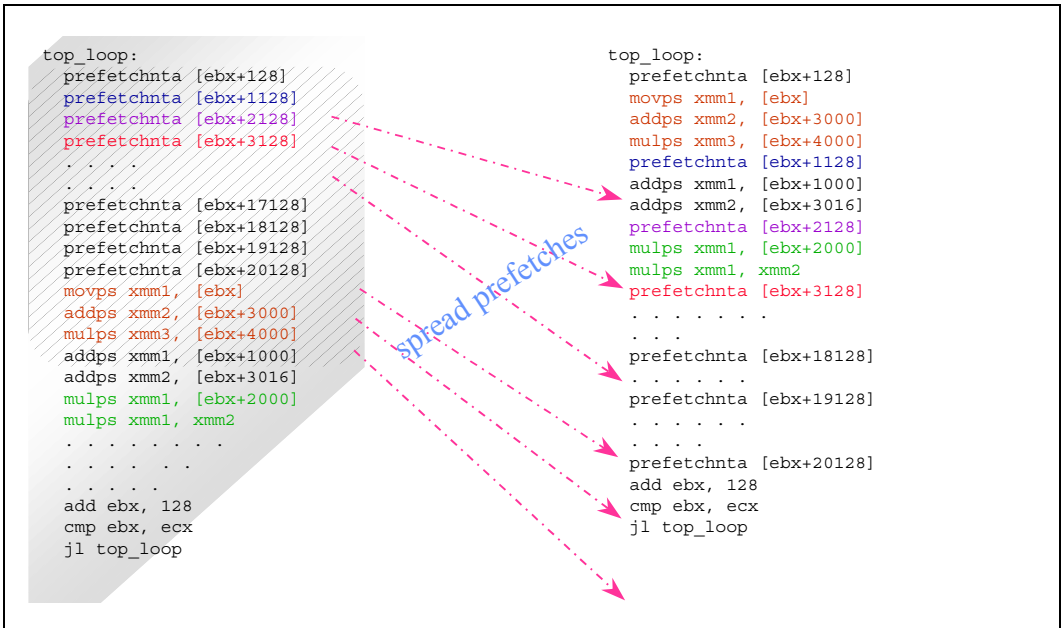 top_loop:
prefetchnta [ebx+128]
prefetchnta [ebx+1128]
prefetchnta [ebx+2128]
prefetchnta [ebx+3128]
. . . .
. . . .
prefetchnta [ebx+17128]
prefetchnta [ebx+18128]
prefetchnta [ebx+19128]
prefetchnta [ebx+20128]
movps xmm1, [ebx]
addps xmm2, [ebx+3000]
mulps xmm3, [ebx+4000]
addps xmm1, [ebx+1000]
addps xmm2, [ebx+3016]
mulps xmm1, [ebx+2000]
mulps xmm1, xmm2
. . . . . . . .
. . . . . .
. . . . .
add ebx, 128
cmp ebx, ecx
jl top_loop
spread prefetches
top_loop:
prefetchnta [ebx+128]
movps xmm1, [ebx]
addps xmm2, [ebx+3000]
mulps xmm3, [ebx+4000]
prefetchnta [ebx+1128]
addps xmm1, [ebx+1000]
addps xmm2, [ebx+3016]
prefetchnta [ebx+2128]
mulps xmm1, [ebx+2000]
mulps xmm1, xmm2
prefetchnta [ebx+3128]
. . . . . . .
. . .
prefetchnta [ebx+18128]
. . . . . .
prefetchnta [ebx+19128]
. . . . . .
. . . .
prefetchnta [ebx+20128]
add ebx, 128
cmp ebx, ecx
jl top_loop